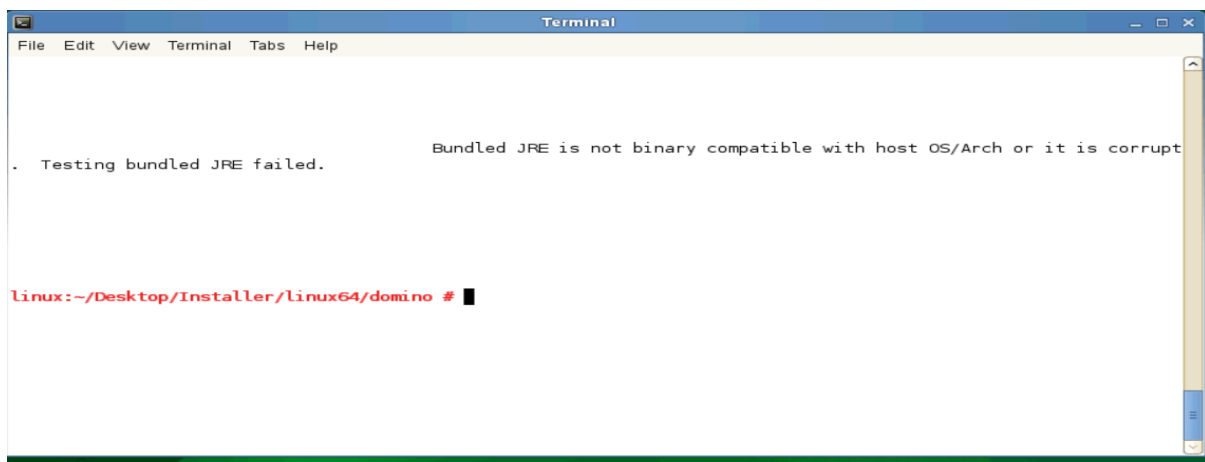 Terminal
File Edit View Terminal Tabs Help
Bundled JRE is not binary compatible with host OS/Arch or it is corrupt
. Testing bundled JRE failed.
linux:~/Desktop/Installer/linux64/domino #